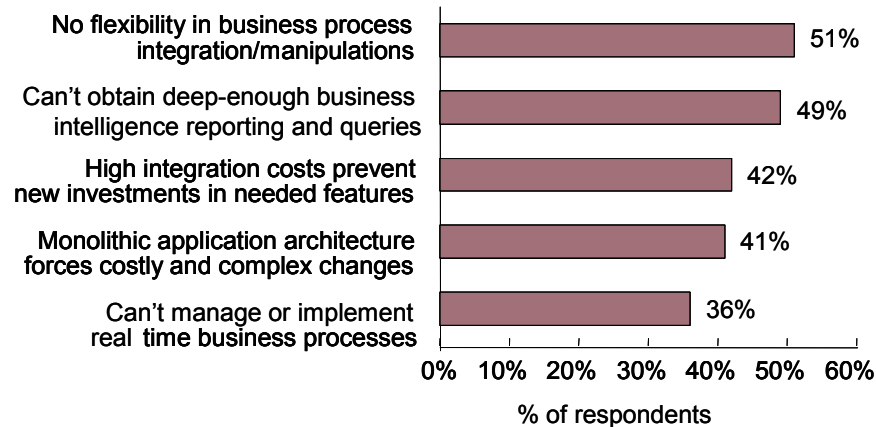 No flexibility in business process
integration/manipulations
51%
Can't obtain deep-enough business
intelligence reporting and queries
49%
High integration costs prevent
new investments in needed features
42%
Monolithic application architecture
forces costly and complex changes
41%
Can't manage or implement
real time business processes
36%
0% 10% 20% 30% 40% 50% 60%
% of respondents